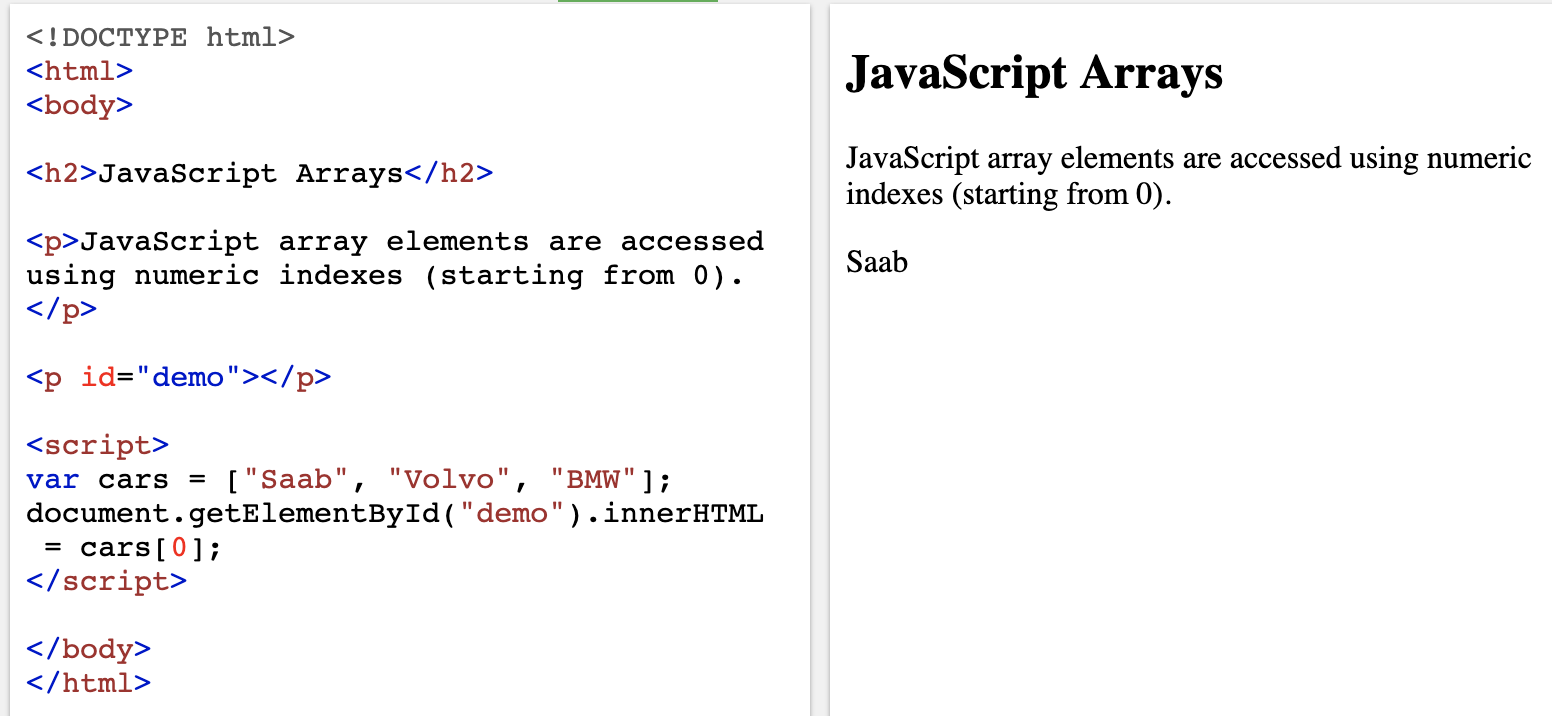 <!DOCTYPE html>
<html>
<body>
<h2>JavaScript Arrays</h2>
<p>JavaScript array elements are accessed
using numeric indexes (starting from 0).
</p>
<p id="demo"></p>
<script>
var cars = ["Saab", "Volvo", "BMW"];
document.getElementById("demo").innerHTML
 = cars[0];
</script>
</body>
</html>
JavaScript Arrays
JavaScript array elements are accessed using numeric
indexes (starting from 0).
Saab